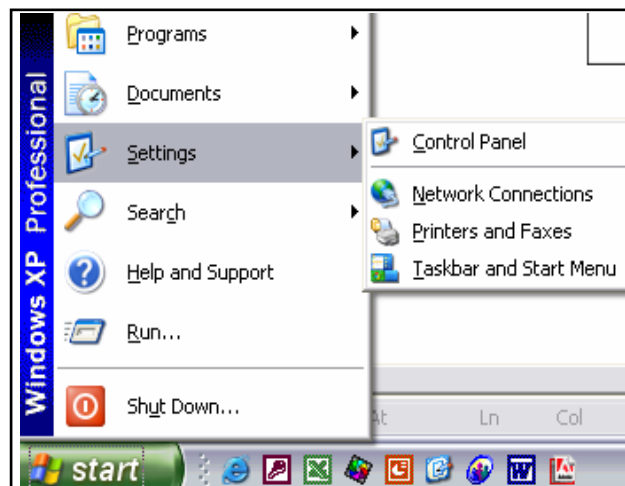 Windows XP Professional
Programs
Documents
Settings
Search
Help and Support
Run...
Shut Down...
Control Panel
Network Connections
Printers and Faxes
Taskbar and Start Menu
At Ln Col
start